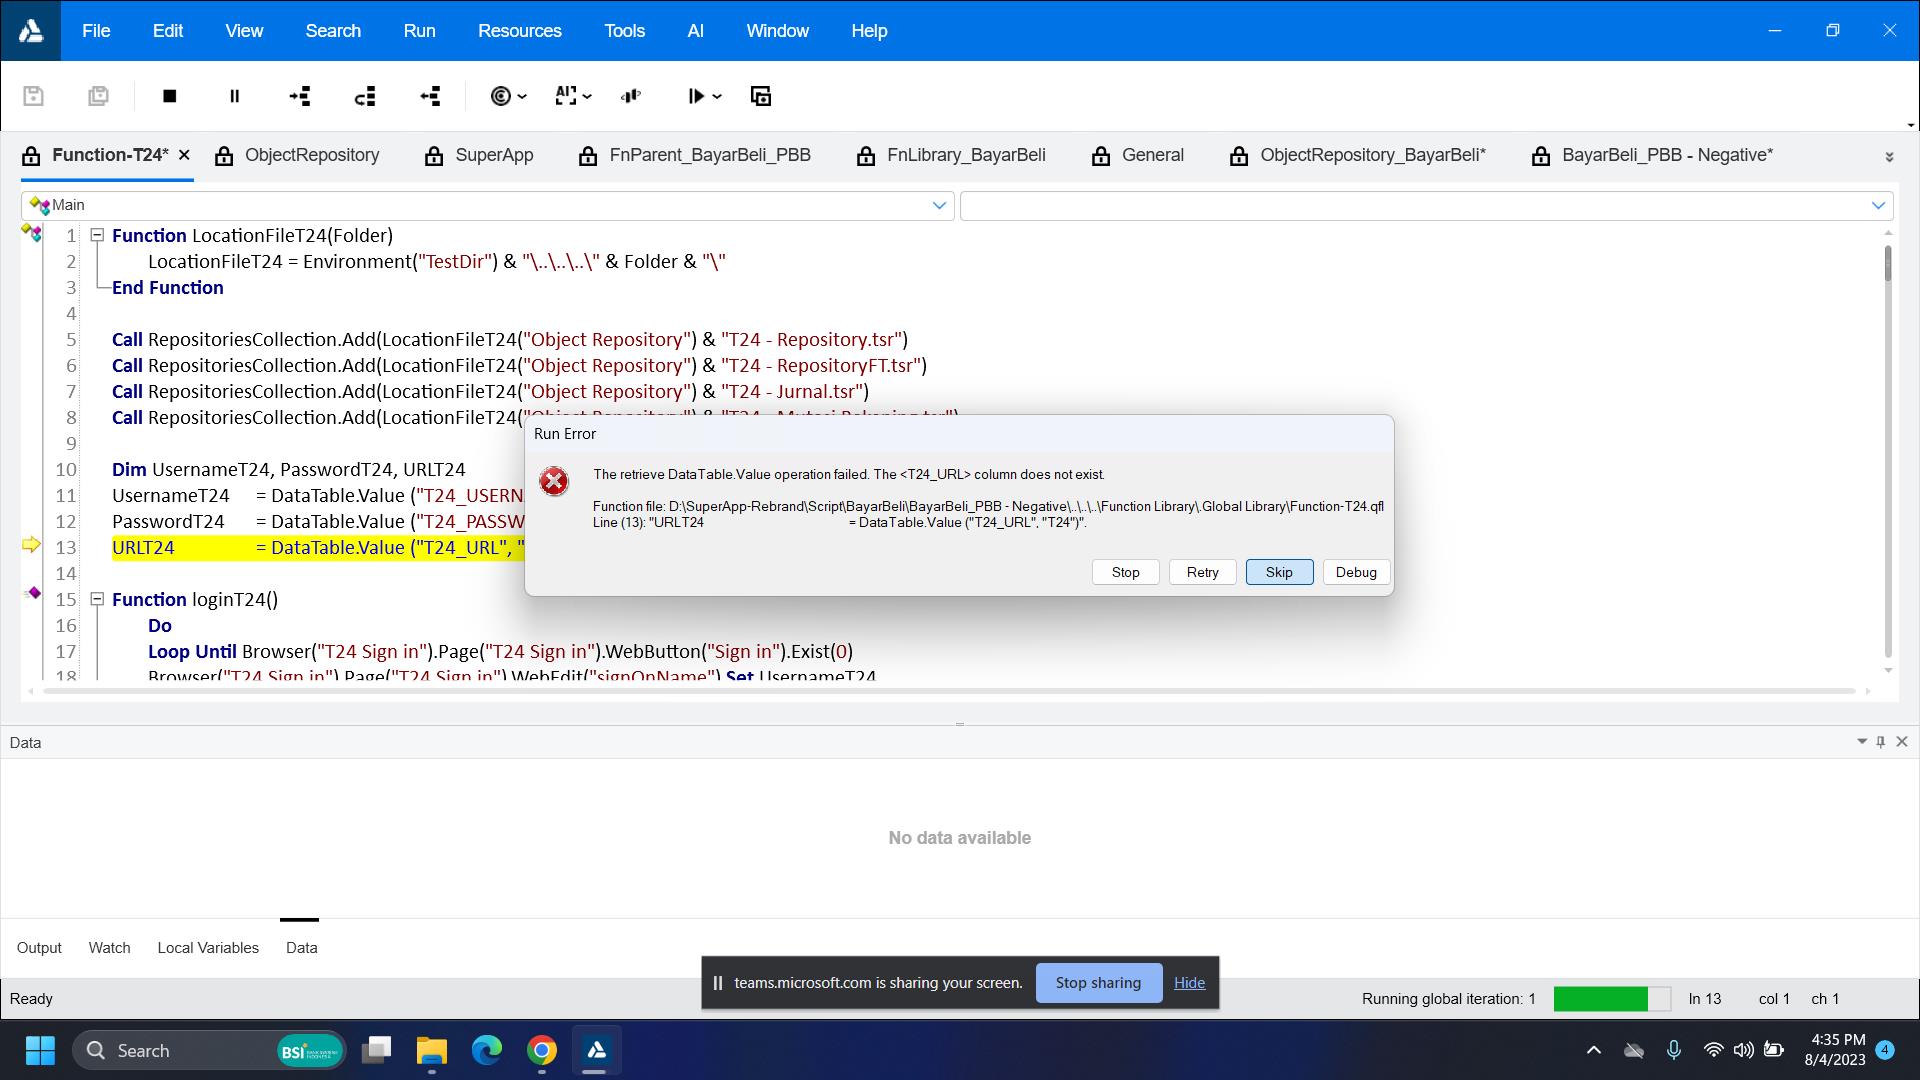 File Edit View Search Run Resources Tools AI Window Help
Function-T24* ObjectRepository SuperApp FnParent_BayarBeli_PBB FnLibrary_BayarBeli General ObjectRepository_BayarBeli* BayarBeli_PBB - Negative*
Main
1 Function LocationFileT24(Folder)
2 LocationFileT24 = Environment("TestDir") & "\..\..\..\" & Folder & "\"
3 End Function
4
5 Call RepositoriesCollection.Add(LocationFileT24("Object Repository") & "T24 - Repository.tsr")
6 Call RepositoriesCollection.Add(LocationFileT24("Object Repository") & "T24 - RepositoryFT.tsr")
7 Call RepositoriesCollection.Add(LocationFileT24("Object Repository") & "T24 - Jurnal.tsr")
8 Call RepositoriesCollection.Add(LocationFileT24("Object Repository") & "T24 - Mutasi Rekening.tsr")
9
10 Dim UsernameT24, PasswordT24, URLT24
11 UsernameT24 = DataTable.Value ("T24_USERN
12 PasswordT24 = DataTable.Value ("T24_PASSW
13 URLT24 = DataTable.Value ("T24_URL", "
14
15 Function loginT24()
16 Do
17 Loop Until Browser("T24 Sign in").Page("T24 Sign in").WebButton("Sign in").Exist(0)
18 Browser("T24 Sign in").Page("T24 Sign in").WebEdit("signOnName").Set UsernameT24
Run Error
The retrieve DataTable.Value operation failed. The <T24_URL> column does not exist.
Function file: D:\SuperApp-Rebrand\Script\BayarBeli\BayarBeli_PBB - Negative\..\..\..\Function Library\.Global Library\Function-T24.qfl
Line (13): "URLT24 = DataTable.Value ("T24_URL", "T24")".
Stop Retry Skip Debug
Data
No data available
Output Watch Local Variables Data
teams.microsoft.com is sharing your screen. Stop sharing Hide
Ready Running global iteration: 1 ln 13 col 1 ch 1
Search BSI
4:35 PM
8/4/2023 4